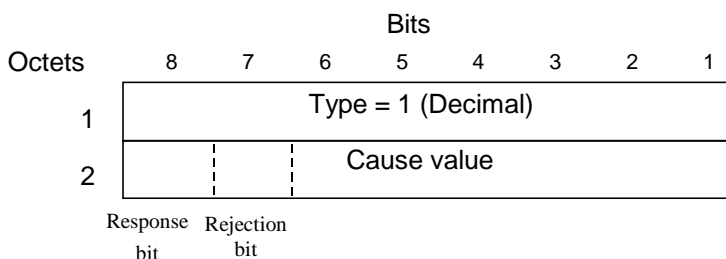 Bits
Octets 8 7 6 5 4 3 2 1
1 Type = 1 (Decimal)
2 Cause value
Response bit
Rejection bit